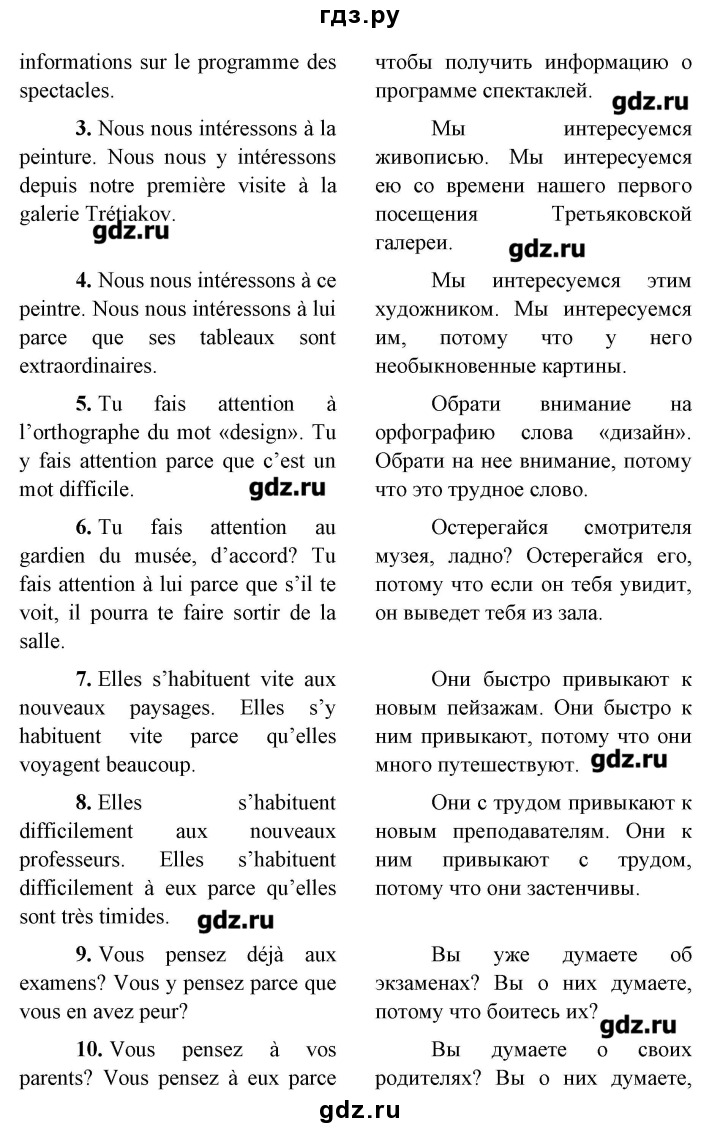 гдз.ру
informations sur le programme des
spectacles.
чтобы получить информацию о
программе спектаклей.
gdz.ru
3. Nous nous intéressons à la
peinture. Nous nous y intéressons
depuis notre première visite à la
galerie Trétiakov.
gdz.ru
Мы интересуемся
живописью. Мы интересуемся
ею со времени нашего первого
посещения Третьяковской
галереи.
gdz.ru
4. Nous nous intéressons à ce
peintre. Nous nous intéressons à lui
parce que ses tableaux sont
extraordinaires.
Мы интересуемся этим
художником. Мы интересуемся
им, потому что у него
необыкновенные картины.
5. Tu fais attention à
l’orthographe du mot «design». Tu
y fais attention parce que c’est un
mot difficile.
gdz.ru
Обрати внимание на
орфографию слова «дизайн».
Обрати на нее внимание, потому
что это трудное слово.
6. Tu fais attention au
gardien du musée, d’accord? Tu
fais attention à lui parce que s’il te
voit, il pourra te faire sortir de la
salle.
Остерегайся смотрителя
музея, ладно? Остерегайся его,
потому что если он тебя увидит,
он выведет тебя из зала.
7. Elles s’habituent vite aux
nouveaux paysages. Elles s’y
habituent vite parce qu’elles
voyagent beaucoup.
Они быстро привыкают к
новым пейзажам. Они быстро к
ним привыкают, потому что они
много путешествуют.
gdz.ru
8. Elles s’habituent
difficilement aux nouveaux
professeurs. Elles s’habituent
difficilement à eux parce qu’elles
sont très timides.
gdz.ru
Они с трудом привыкают к
новым преподавателям. Они к
ним привыкают с трудом,
потому что они застенчивы.
9. Vous pensez déjà aux
examens? Vous y pensez parce que
vous en avez peur?
Вы уже думаете об
экзаменах? Вы о них думаете,
потому что боитесь их?
gdz.ru
10. Vous pensez à vos
parents? Vous pensez à eux parce
Вы думаете о своих
родителях? Вы о них думаете,
gdz.ru